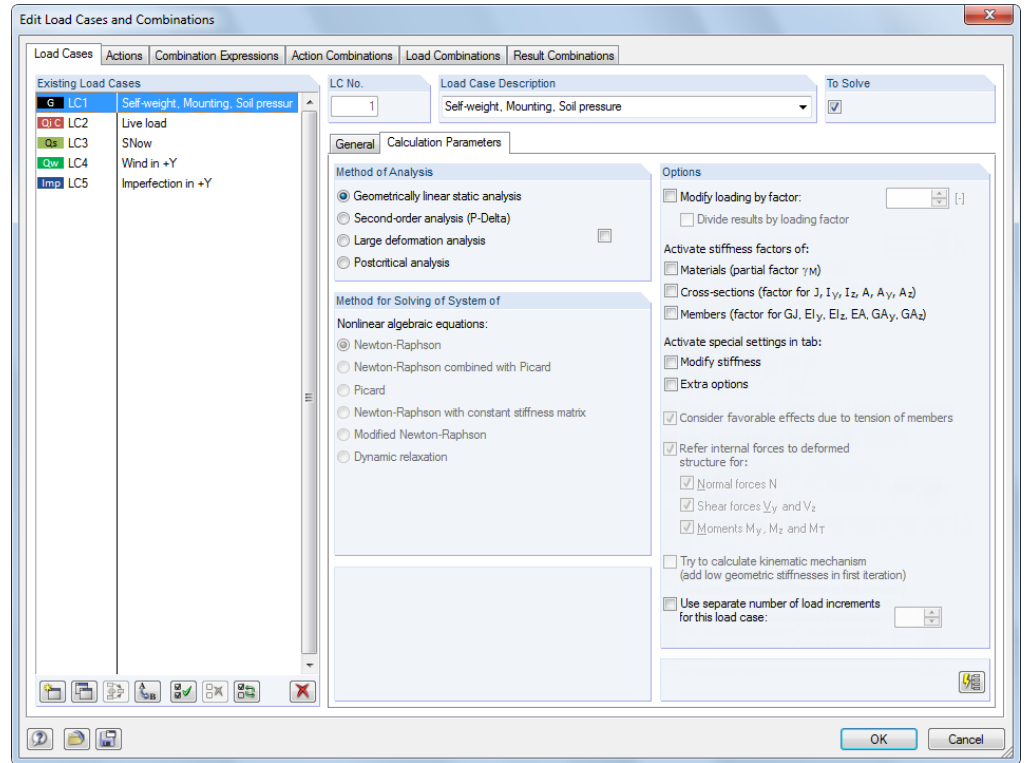 Edit Load Cases and Combinations
Load Cases
Actions
Combination Expressions
Action Combinations
Load Combinations
Result Combinations
Existing Load Cases
G LC1 Self-weight, Mounting, Soil pressur
Qi C LC2 Live load
Qs LC3 SNow
Qw LC4 Wind in +Y
Imp LC5 Imperfection in +Y
LC No.
1
Load Case Description
Self-weight, Mounting, Soil pressure
To Solve
General
Calculation Parameters
Method of Analysis
Geometrically linear static analysis
Second-order analysis (P-Delta)
Large deformation analysis
Postcritical analysis
Method for Solving of System of
Nonlinear algebraic equations:
Newton-Raphson
Newton-Raphson combined with Picard
Picard
Newton-Raphson with constant stiffness matrix
Modified Newton-Raphson
Dynamic relaxation
Options
Modify loading by factor:
[-]
Divide results by loading factor
Activate stiffness factors of:
Materials (partial factor γM)
Cross-sections (factor for J, Iy, Iz, A, Ay, Az)
Members (factor for GJ, EIy, EIz, EA, GAy, GAz)
Activate special settings in tab:
Modify stiffness
Extra options
Consider favorable effects due to tension of members
Refer internal forces to deformed
structure for:
Normal forces N
Shear forces Vy and Vz
Moments My, Mz and MT
Try to calculate kinematic mechanism
(add low geometric stiffnesses in first iteration)
Use separate number of load increments
for this load case:
OK
Cancel